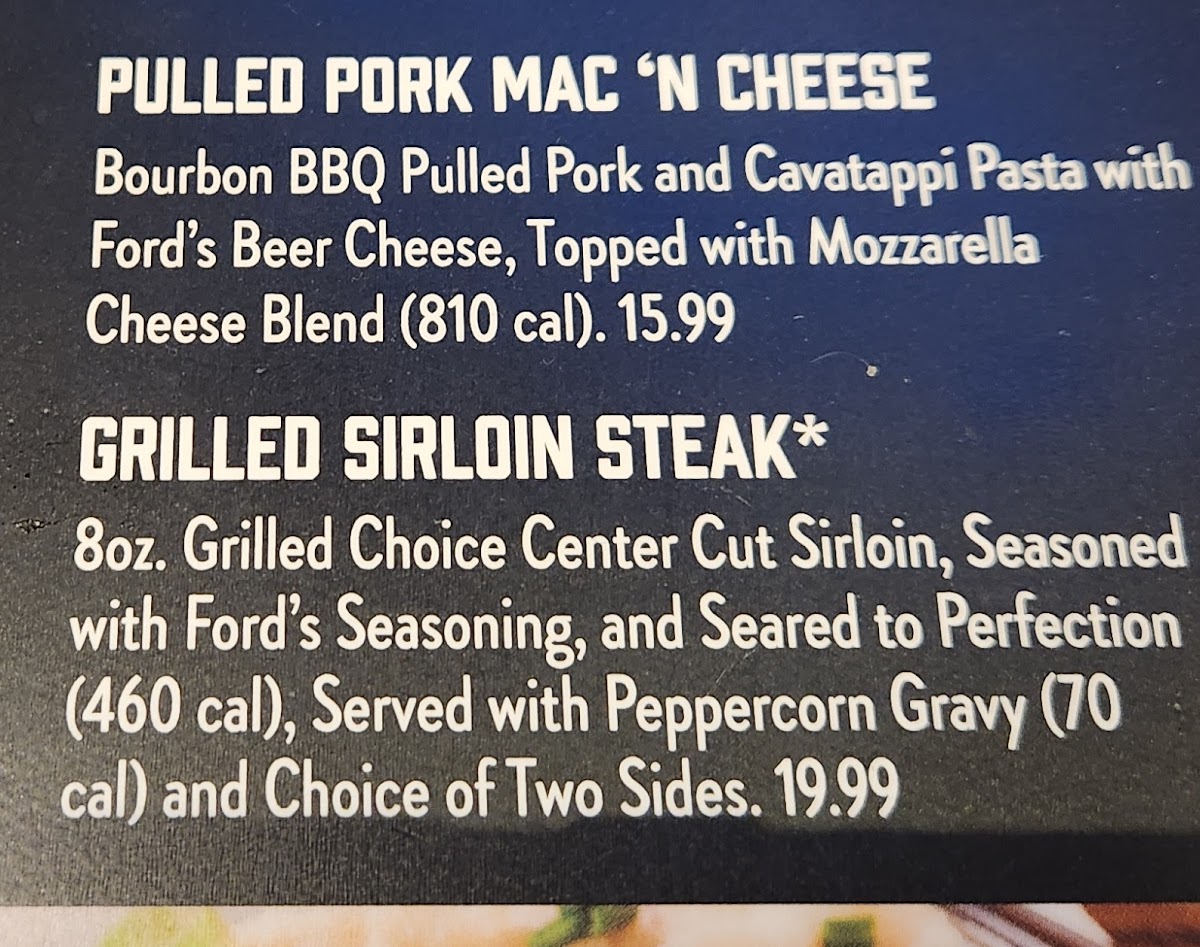 PULLED PORK MAC ‘N CHEESE
Bourbon BBQ Pulled Pork and Cavatappi Pasta with
Ford’s Beer Cheese, Topped with Mozzarella
Cheese Blend (810 cal). 15.99
GRILLED SIRLOIN STEAK*
8oz. Grilled Choice Center Cut Sirloin, Seasoned
with Ford’s Seasoning, and Seared to Perfection
(460 cal), Served with Peppercorn Gravy (70
cal) and Choice of Two Sides. 19.99